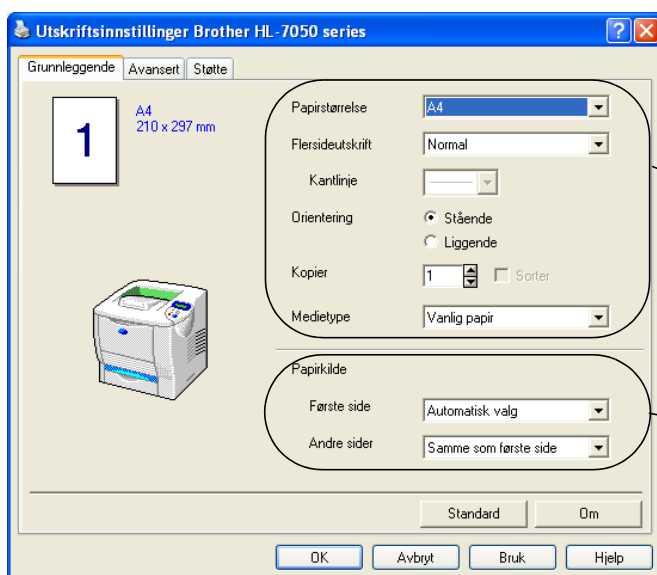 Utskriftsinnstillinger Brother HL-7050 series
Grunnleggende Avansert Støtte
1
A4
210 x 297 mm
Papirstørrelse A4
Flersideutskrift Normal
Kantlinje
Orientering Stående
Liggende
Kopier 1 Sorter
Medietype Vanlig papir
Papirkilde
Første side Automatisk valg
Andre sider Samme som første side
Standard Om
OK Avbryt Bruk Hjelp